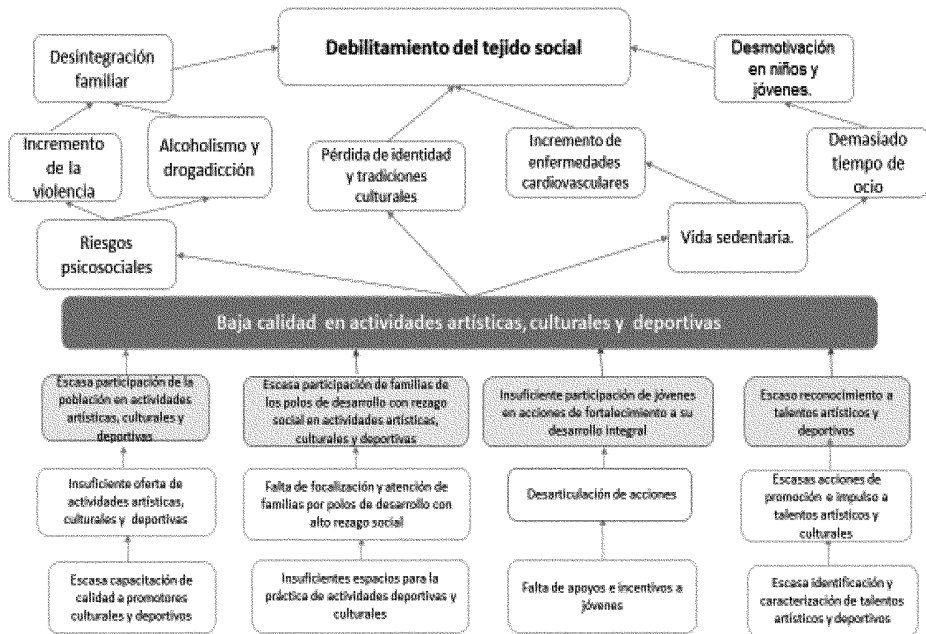 Debilitamiento del tejido social
Desintegración
familiar
Desmotivación
en niños y
jóvenes.
Incremento
de la
violencia
Alcoholismo y
drogadicción
Pérdida de identidad
y tradiciones
culturales
Incremento de
enfermedades
cardiovasculares
Demasiado
tiempo de
ocio
Riesgos
psicosociales
Vida sedentaria.
Baja calidad en actividades artísticas, culturales y deportivas
Escasa participación de la
población en actividades
artísticas, culturales y
deportivas
Escasa participación de familias de
los polos de desarrollo con rezago
social en actividades artísticas,
culturales y deportivas
Insuficiente participación de jóvenes
en acciones de fortalecimiento a su
desarrollo integral
Escaso reconocimiento a
talentos artísticos y
deportivos
Insuficiente oferta de
actividades artísticas,
culturales y deportivas
Falta de focalización y atención de
familias por polos de desarrollo con
alto rezago social
Desarticulación de acciones
Escasas acciones de
promoción e impulso a
talentos artísticos y
culturales
Escasa capacitación de
calidad a promotores
culturales y deportivos
Insuficientes espacios para la
práctica de actividades deportivas y
culturales
Falta de apoyos e incentivos a
jóvenes
Escasa identificación y
caracterización de talentos
artísticos y deportivos